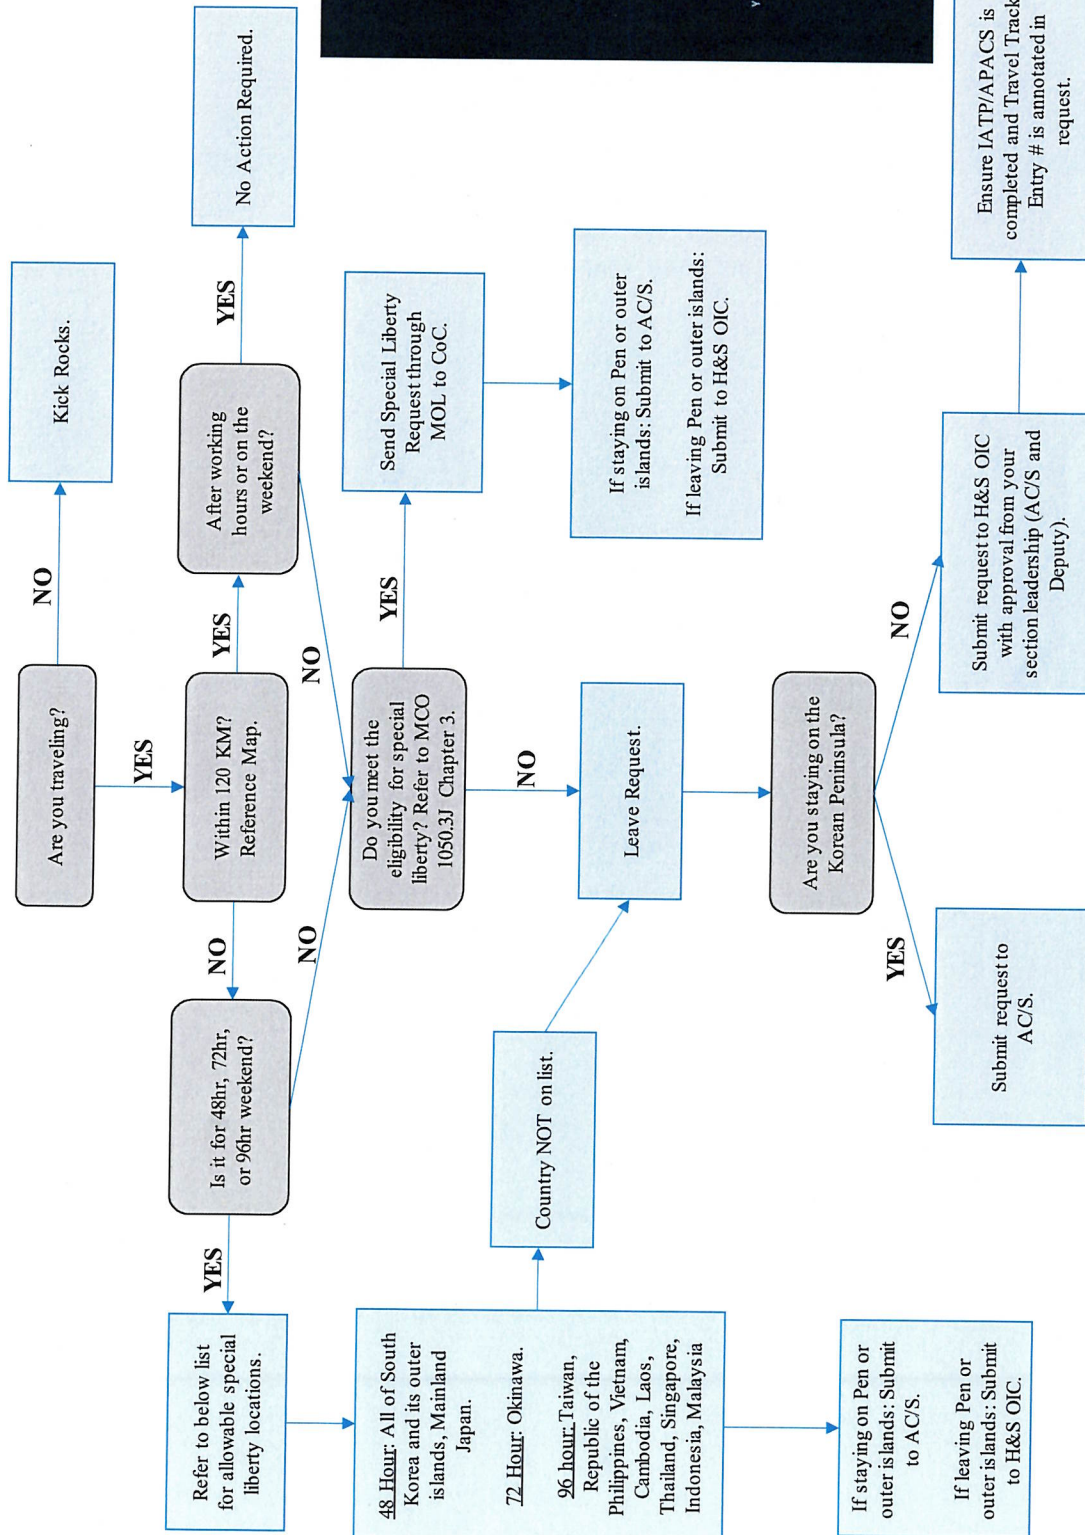 Are you traveling?
NO
Kick Rocks.
YES
Refer to below list
for allowable special
liberty locations.
YES
Is it for 48hr, 72hr,
or 96hr weekend?
NO
Within 120 KM?
Reference Map.
YES
After working
hours or on the
weekend?
YES
No Action Required.
NO
NO
48 Hour: All of South
Korea and its outer
islands, Mainland
Japan.
72 Hour: Okinawa.
96 hour: Taiwan,
Republic of the
Philippines, Vietnam,
Cambodia, Laos,
Thailand, Singapore,
Indonesia, Malaysia
Do you meet the
eligibility for special
liberty? Refer to MCO
1050.3J Chapter 3.
YES
Send Special Liberty
Request through
MOL to CoC.
NO
Country NOT on list.
Leave Request.
If staying on Pen or outer
islands: Submit to AC/S.
If leaving Pen or outer islands:
Submit to H&S OIC.
Are you staying on the
Korean Peninsula?
YES
NO
If staying on Pen or
outer islands: Submit
to AC/S.
If leaving Pen or
outer islands: Submit
to H&S OIC.
Submit request to
AC/S.
Submit request to H&S OIC
with approval from your
section leadership (AC/S and
Deputy).
Ensure IATP/APACS is
completed and Travel Track
Entry # is annotated in
request.